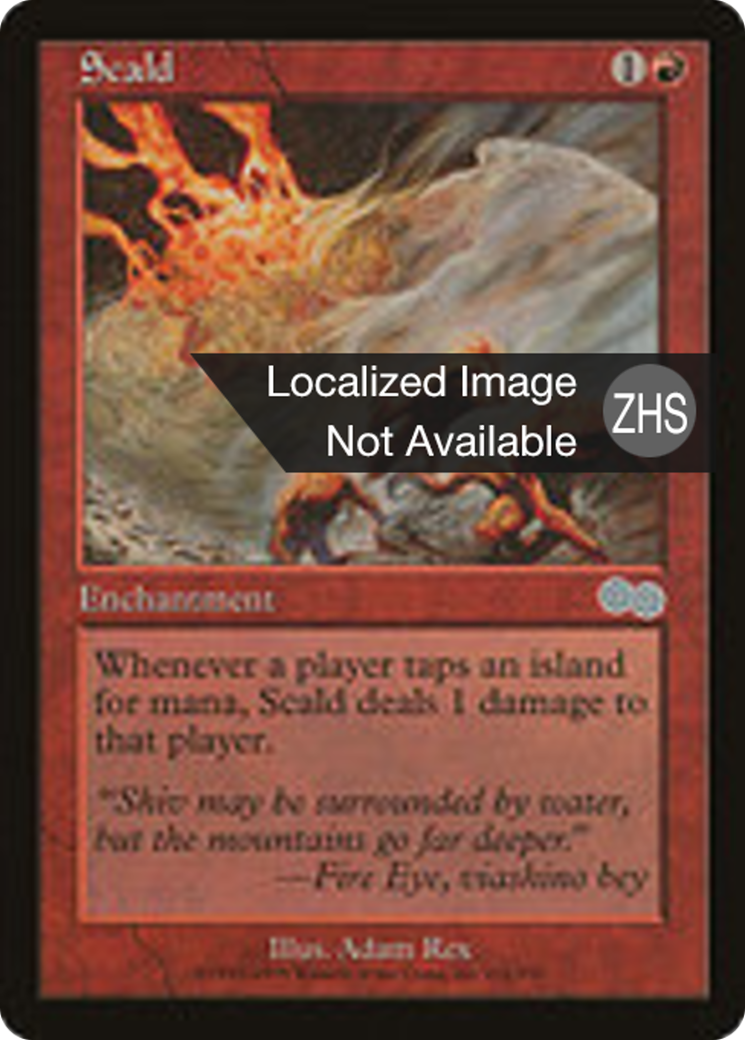 Scald
1
Localized Image
Not Available
ZHS
Enchantment
Whenever a player taps an island
for mana, Scald deals 1 damage to
that player.
"Shiv may be surrounded by water,
but the mountains go far deeper."
—Fire Eye, viashino bey
Illus. Adam Rex